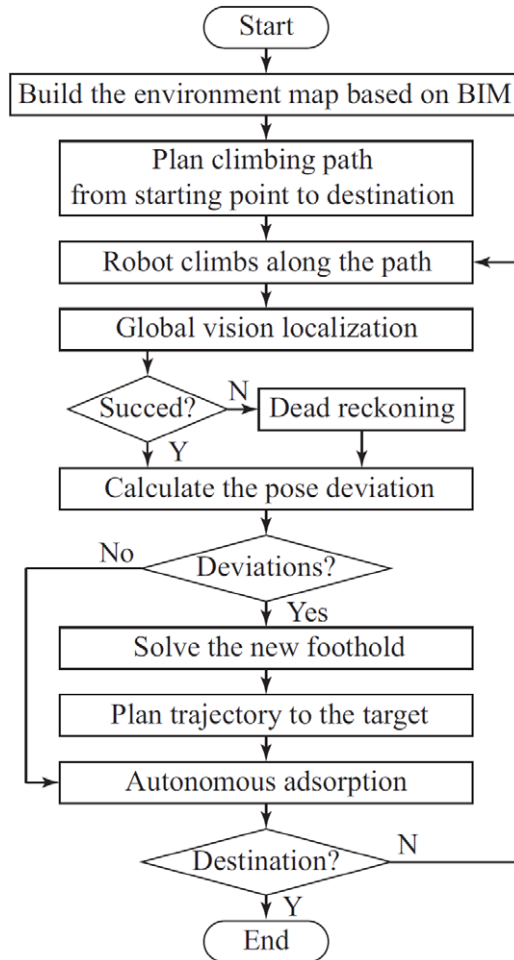 Start
Build the environment map based on BIM
Plan climbing path
from starting point to destination
Robot climbs along the path
Global vision localization
Succed?
N
Dead reckoning
Y
Calculate the pose deviation
No
Deviations?
Yes
Solve the new foothold
Plan trajectory to the target
Autonomous adsorption
Destination?
N
Y
End